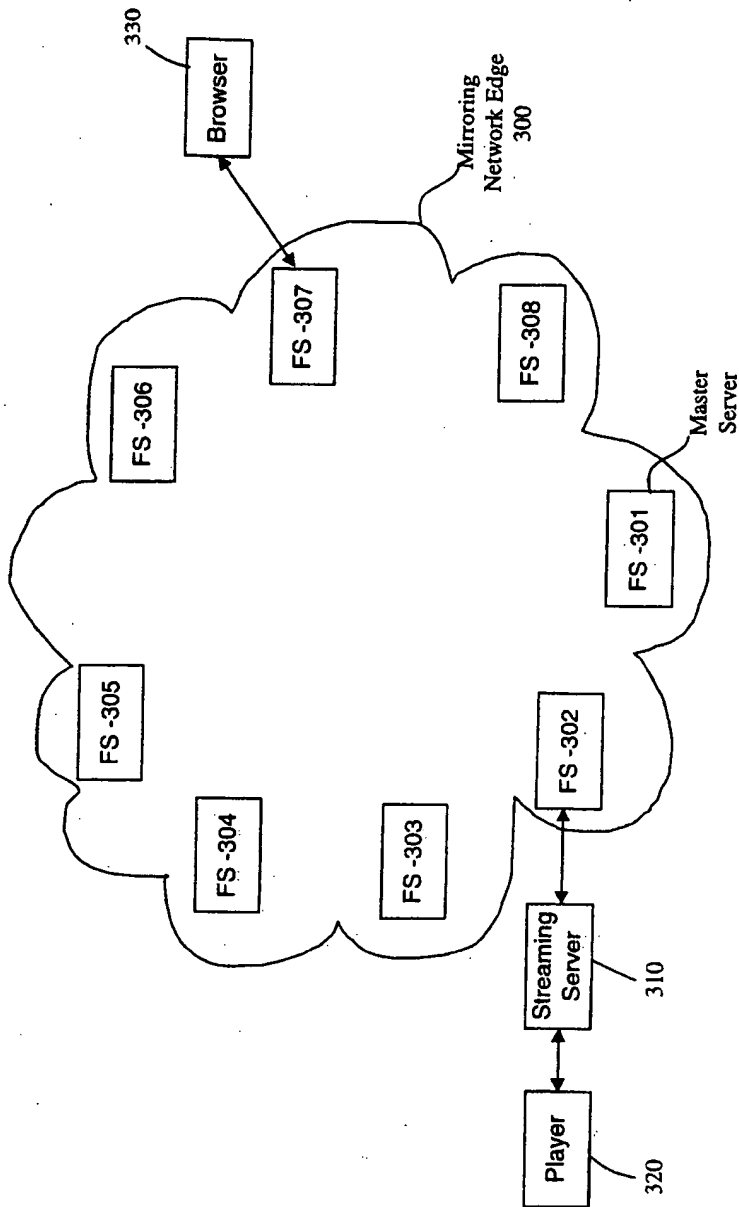 330
Browser
Mirroring
Network Edge
300
FS -307
FS -306
FS -308
Master
Server
FS -301
FS -305
FS -302
FS -304
FS -303
Streaming
Server
310
Player
320